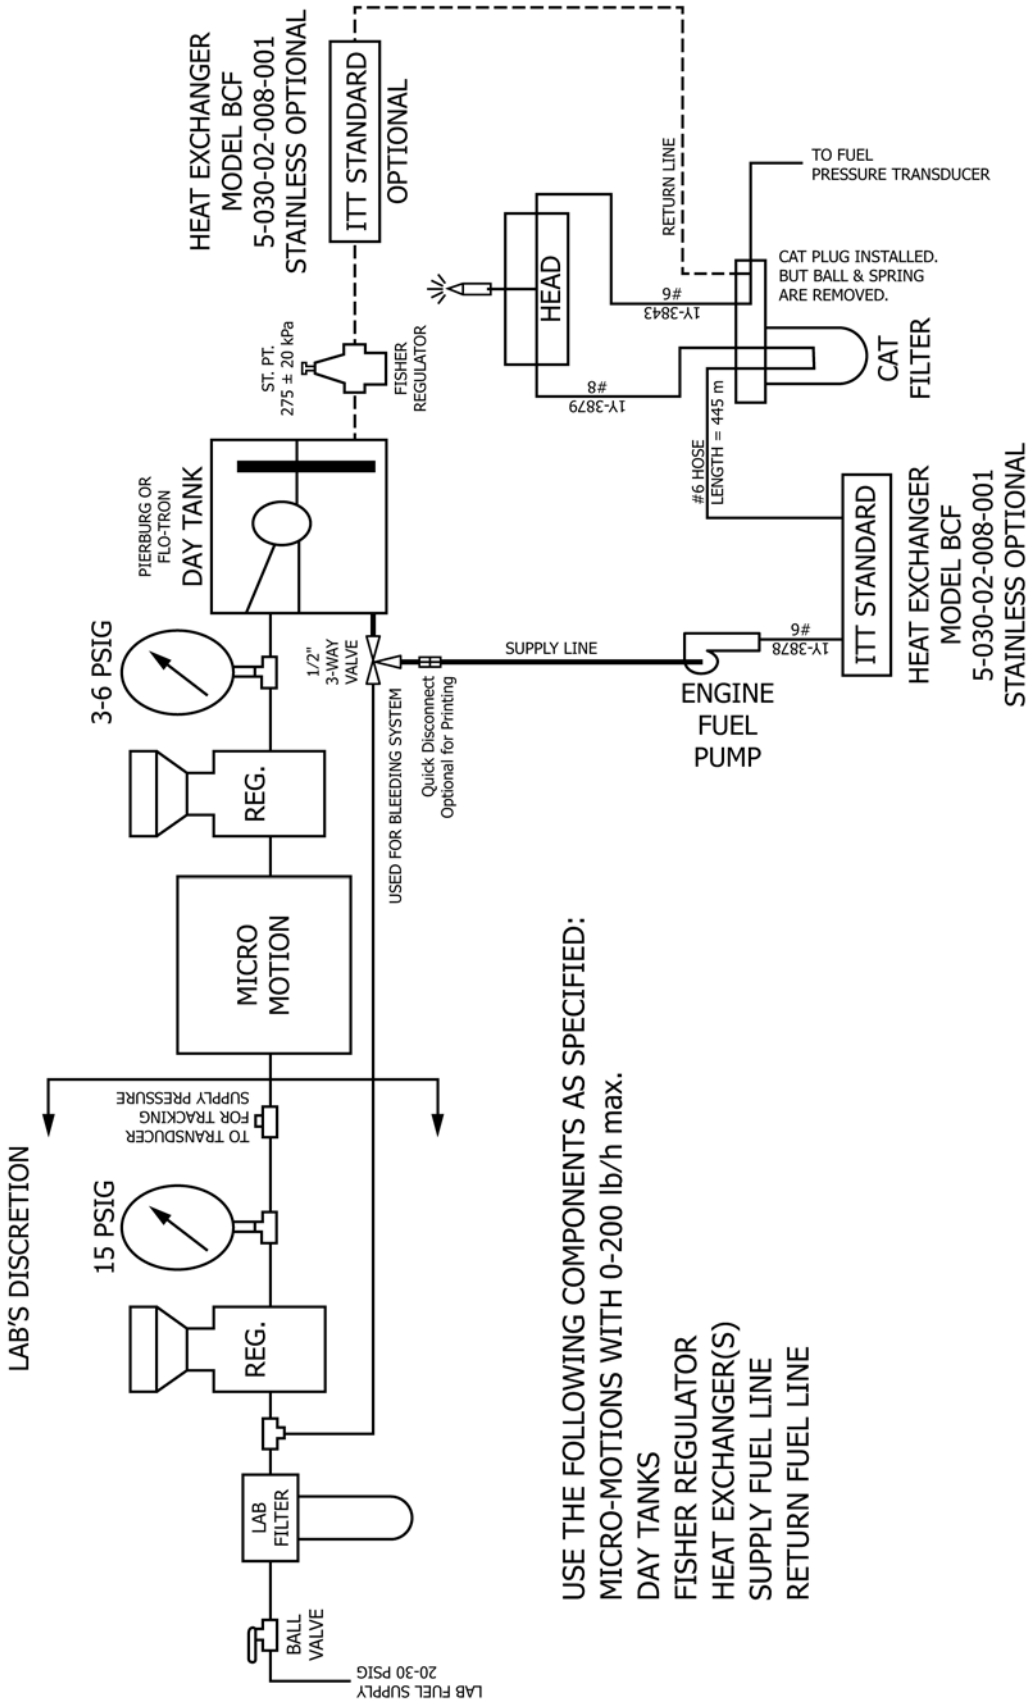 LAB'S DISCRETION
LAB FUEL SUPPLY
20-30 PSIG
BALL
VALVE
LAB
FILTER
REG.
15 PSIG
TO TRANSDUCER
FOR TRACKING
SUPPLY PRESSURE
MICRO
MOTION
REG.
3-6 PSIG
PIERBURG OR
FLO-TRON
DAY TANK
1/2"
3-WAY
VALVE
USED FOR BLEEDING SYSTEM
Quick Disconnect
Optional for Printing
SUPPLY LINE
ST. PT.
275 ± 20 kPa
FISHER
REGULATOR
HEAT EXCHANGER
MODEL BCF
5-030-02-008-001
STAINLESS OPTIONAL
ITT STANDARD
OPTIONAL
RETURN LINE
HEAD
#6
1Y-3843
#8
1Y-3879
TO FUEL
PRESSURE TRANSDUCER
CAT PLUG INSTALLED.
BUT BALL & SPRING
ARE REMOVED.
CAT
FILTER
#6 HOSE
LENGTH = 445 m
ENGINE
FUEL
PUMP
#6
1Y-3878
ITT STANDARD
HEAT EXCHANGER
MODEL BCF
5-030-02-008-001
STAINLESS OPTIONAL
USE THE FOLLOWING COMPONENTS AS SPECIFIED:
MICRO-MOTIONS WITH 0-200 lb/h max.
DAY TANKS
FISHER REGULATOR
HEAT EXCHANGER(S)
SUPPLY FUEL LINE
RETURN FUEL LINE